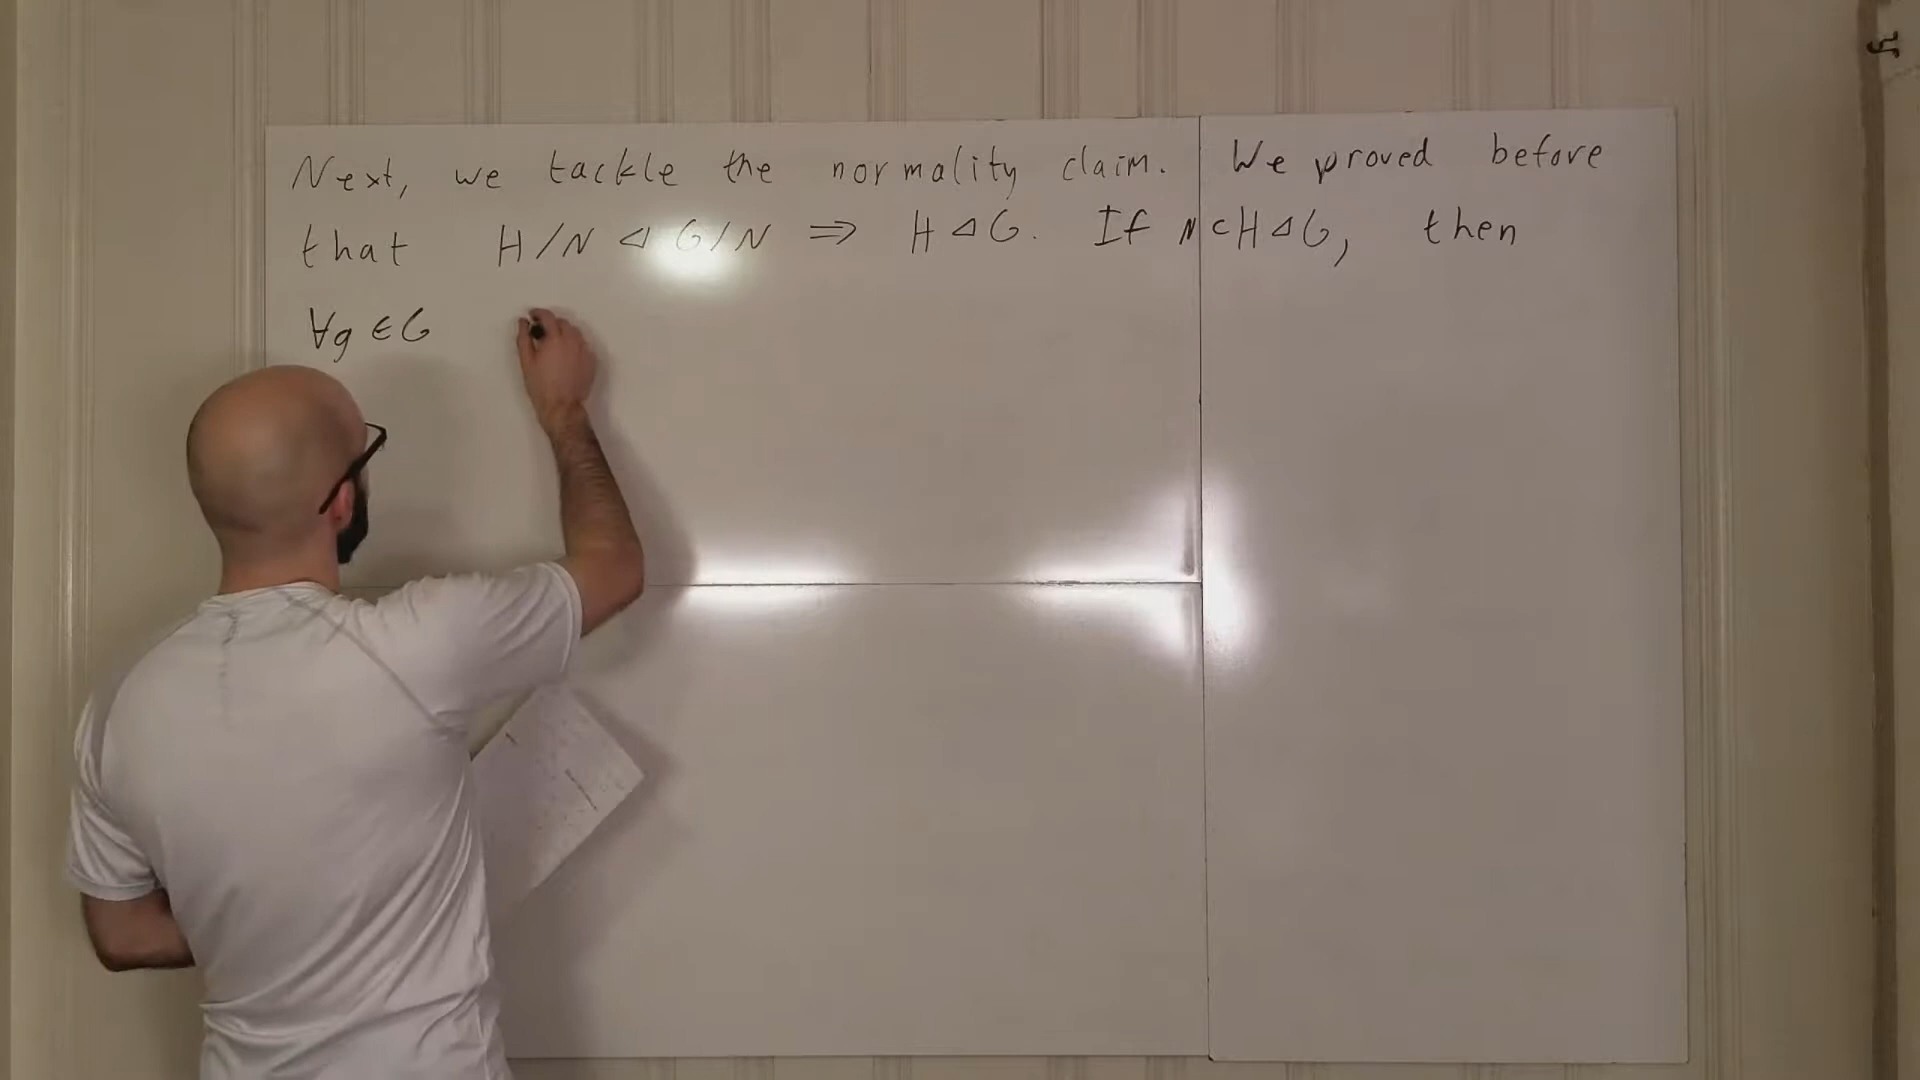 Next, we tackle the normality claim. We proved before
that H/N ⊲ G/N ⇒ H ⊲ G. If N ⊂ H ⊲ G, then
∀g ∈ G